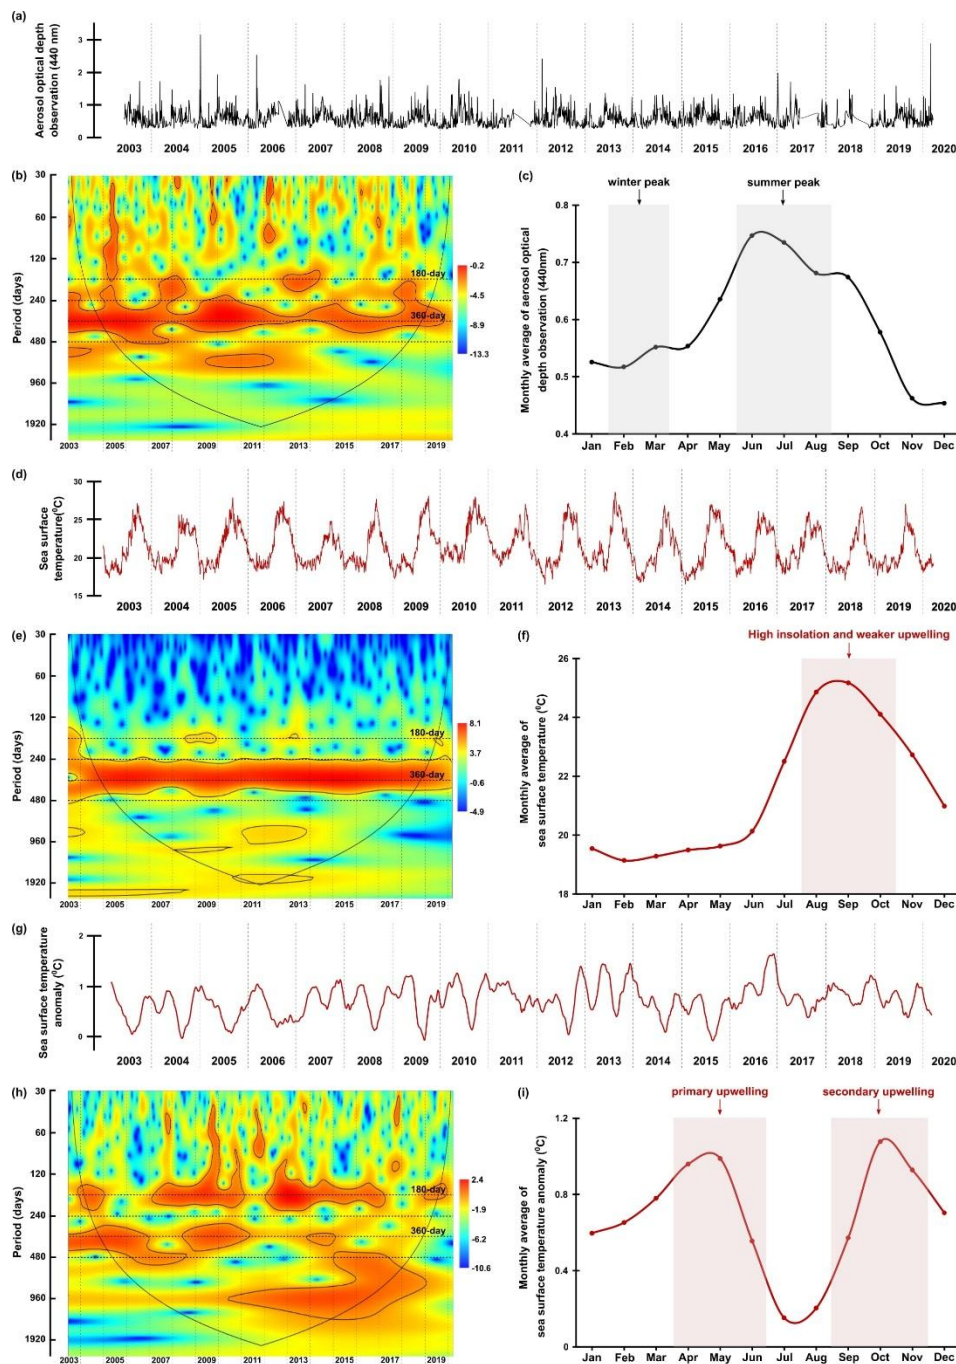 (a)
Aerosol optical depth
observation (440 nm)
3
2
1
0
2003 2004 2005 2006 2007 2008 2009 2010 2011 2012 2013 2014 2015 2016 2017 2018 2019 2020
(b)
Period (days)
30
60
120
240
480
960
1920
180-day
360-day
2003 2005 2007 2009 2011 2013 2015 2017 2019
-0.2
-4.5
-8.9
-13.3
(c)
winter peak summer peak
Monthly average of aerosol optical
depth observation (440nm)
0.8
0.7
0.6
0.5
0.4
Jan Feb Mar Apr May Jun Jul Aug Sep Oct Nov Dec
(d)
Sea surface
temperature(⁰C)
30
25
20
15
2003 2004 2005 2006 2007 2008 2009 2010 2011 2012 2013 2014 2015 2016 2017 2018 2019 2020
(e)
Period (days)
30
60
120
240
480
960
1920
180-day
360-day
2003 2005 2007 2009 2011 2013 2015 2017 2019
8.1
3.7
-0.6
-4.9
(f)
High insolation and weaker upwelling
Monthly average of
sea surface temperature (⁰C)
26
24
22
20
18
Jan Feb Mar Apr May Jun Jul Aug Sep Oct Nov Dec
(g)
Sea surface temperature
anomaly (⁰C)
2
1
0
2003 2004 2005 2006 2007 2008 2009 2010 2011 2012 2013 2014 2015 2016 2017 2018 2019 2020
(h)
Period (days)
30
60
120
240
480
960
1920
180-day
360-day
2003 2005 2007 2009 2011 2013 2015 2017 2019
2.4
-1.9
-6.2
-10.6
(i)
primary upwelling secondary upwelling
Monthly average of
sea surface temperature anomaly (⁰C)
1.2
0.8
0.4
0
Jan Feb Mar Apr May Jun Jul Aug Sep Oct Nov Dec